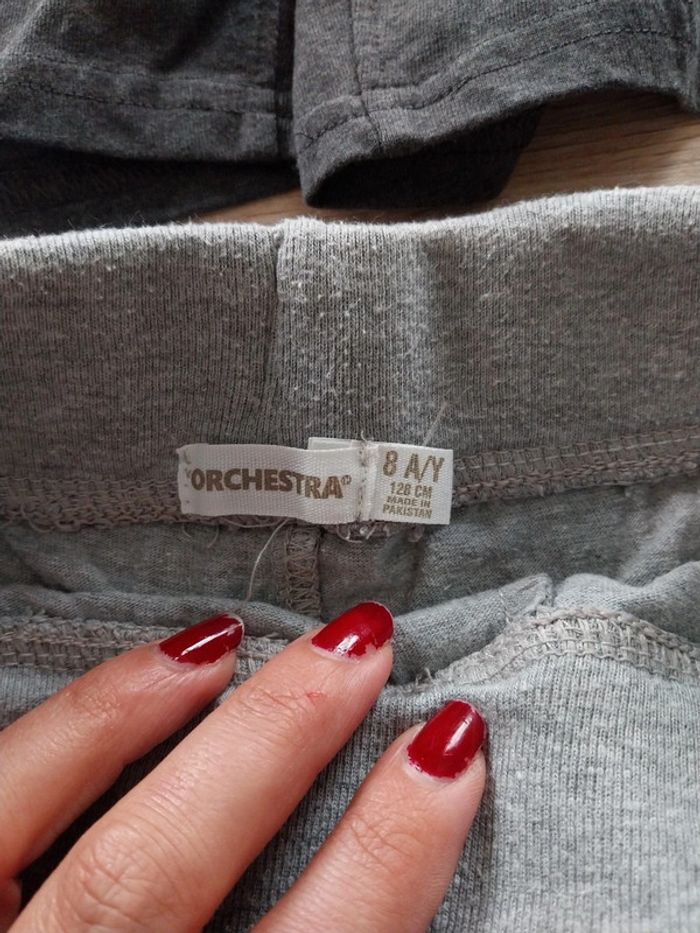 ORCHESTRA
8 A/Y
128 CM
MADE IN
PAKISTAN